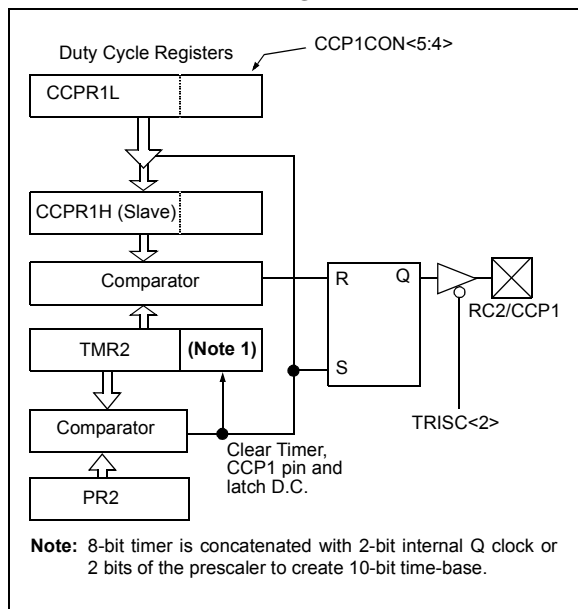 Duty Cycle Registers
CCP1CON<5:4>
CCPR1L
CCPR1H (Slave)
Comparator
R
Q
RC2/CCP1
TMR2
(Note 1)
S
TRISC<2>
Comparator
Clear Timer,
CCP1 pin and
latch D.C.
PR2
Note: 8-bit timer is concatenated with 2-bit internal Q clock or
2 bits of the prescaler to create 10-bit time-base.